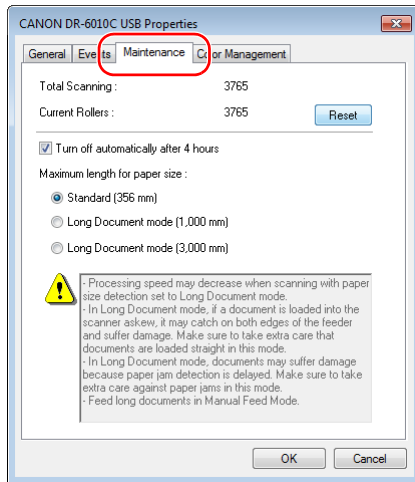 CANON DR-6010C USB Properties
General Events Maintenance Color Management
Total Scanning : 3765
Current Rollers : 3765 Reset
Turn off automatically after 4 hours
Maximum length for paper size :
Standard (356 mm)
Long Document mode (1,000 mm)
Long Document mode (3,000 mm)
- Processing speed may decrease when scanning with paper
size detection set to Long Document mode.
- In Long Document mode, if a document is loaded into the
scanner askew, it may catch on both edges of the feeder
and suffer damage. Make sure to take extra care that
documents are loaded straight in this mode.
- In Long Document mode, documents may suffer damage
because paper jam detection is delayed. Make sure to take
extra care against paper jams in this mode.
- Feed long documents in Manual Feed Mode.
OK Cancel